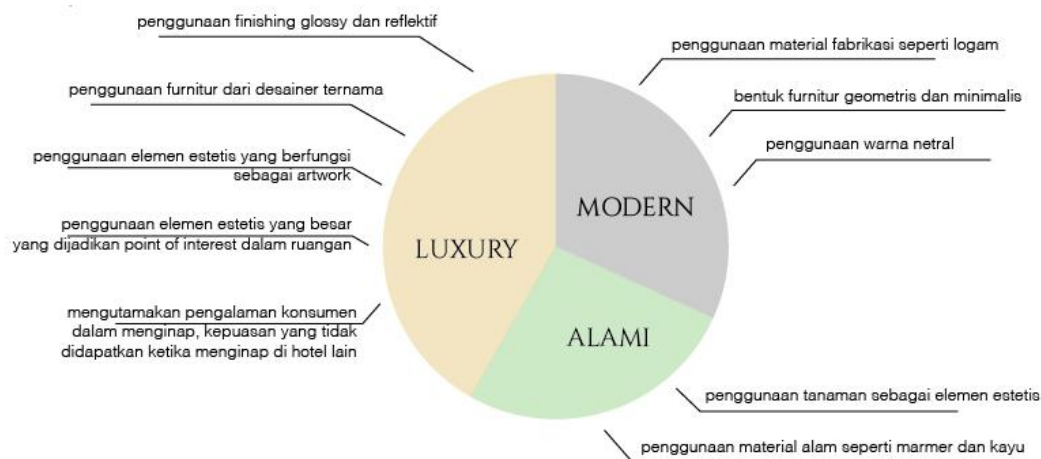 penggunaan finishing glossy dan reflektif
penggunaan furnitur dari desainer ternama
penggunaan elemen estetis yang berfungsi
sebagai artwork
penggunaan elemen estetis yang besar
yang dijadikan point of interest dalam ruangan
mengutamakan pengalaman konsumen
dalam menginap, kepuasan yang tidak
didapatkan ketika menginap di hotel lain
LUXURY
MODERN
ALAMI
penggunaan material fabrikasi seperti logam
bentuk furnitur geometris dan minimalis
penggunaan warna netral
penggunaan tanaman sebagai elemen estetis
penggunaan material alam seperti marmer dan kayu